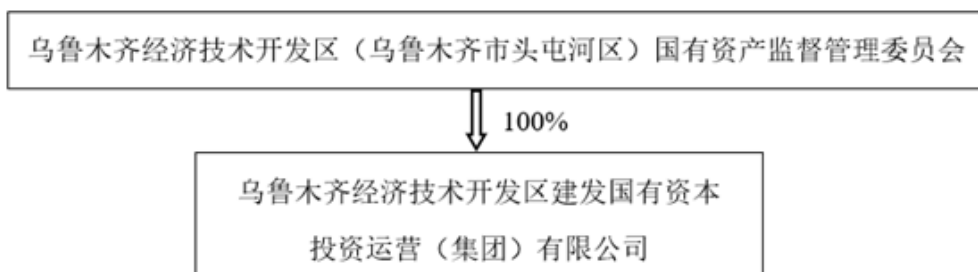 乌鲁木齐经济技术开发区（乌鲁木齐市头屯河区）国有资产监督管理委员会
100%
乌鲁木齐经济技术开发区建发国有资本
投资运营（集团）有限公司